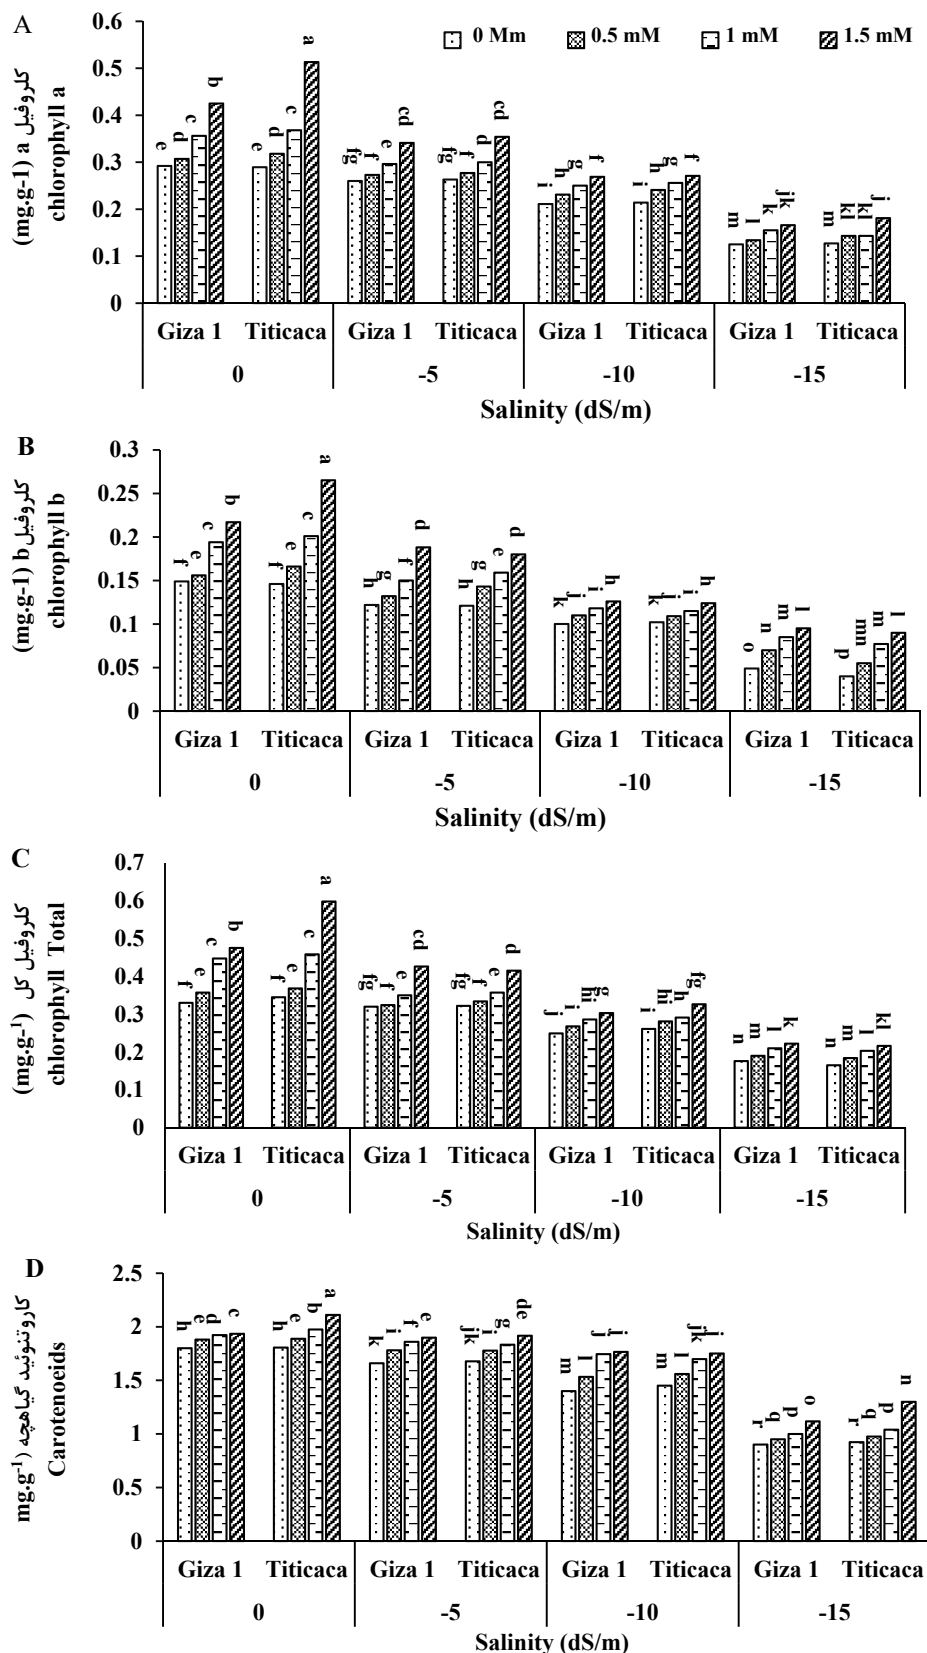 A
0 Mm 0.5 mM 1 mM 1.5 mM
کلروفیل a (mg.g-1)
chlorophyll a
0.6
0.5
0.4
0.3
0.2
0.1
0
e d c b e d c a fg f e cd fg f d cd i h g f i h g f m l k jk m kl kl j
Giza 1 Titicaca Giza 1 Titicaca Giza 1 Titicaca Giza 1 Titicaca
0 -5 -10 -15
Salinity (dS/m)
B
کلروفیل b (mg.g-1)
chlorophyll b
0.3
0.25
0.2
0.15
0.1
0.05
0
f e c b f e c a h g f d h g e d k j i h k j i h o n m l p mn m l
Giza 1 Titicaca Giza 1 Titicaca Giza 1 Titicaca Giza 1 Titicaca
0 -5 -10 -15
Salinity (dS/m)
C
کلروفیل کل (mg.g-¹)
chlorophyll Total
0.7
0.6
0.5
0.4
0.3
0.2
0.1
0
f e c b f e c a fg f e cd fg f e d j i hi g i hi h fg n m l k n m l kl
Giza 1 Titicaca Giza 1 Titicaca Giza 1 Titicaca Giza 1 Titicaca
0 -5 -10 -15
Salinity (dS/m)
D
کاروتنوئید گیاهچه (mg.g-¹
Carotenoeids
2.5
2
1.5
1
0.5
0
h e d c h e b a k i f e jk i g de m l j j m l jk j r q p o r q p n
Giza 1 Titicaca Giza 1 Titicaca Giza 1 Titicaca Giza 1 Titicaca
0 -5 -10 -15
Salinity (dS/m)